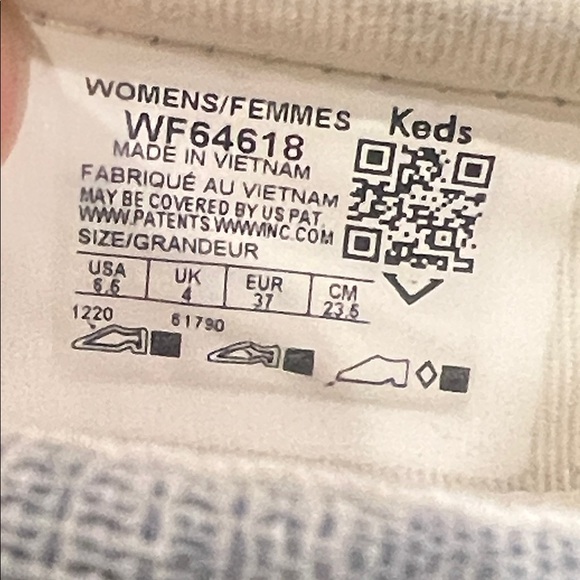 WOMENS/FEMMES
Keds
WF64618
MADE IN VIETNAM
FABRIQUÉ AU VIETNAM
MAY BE COVERED BY US PAT.
WWW.PATENTS.WWWINC.COM
SIZE/GRANDEUR
USA UK EUR CM
6.5 4 37 23.5
1220 61790